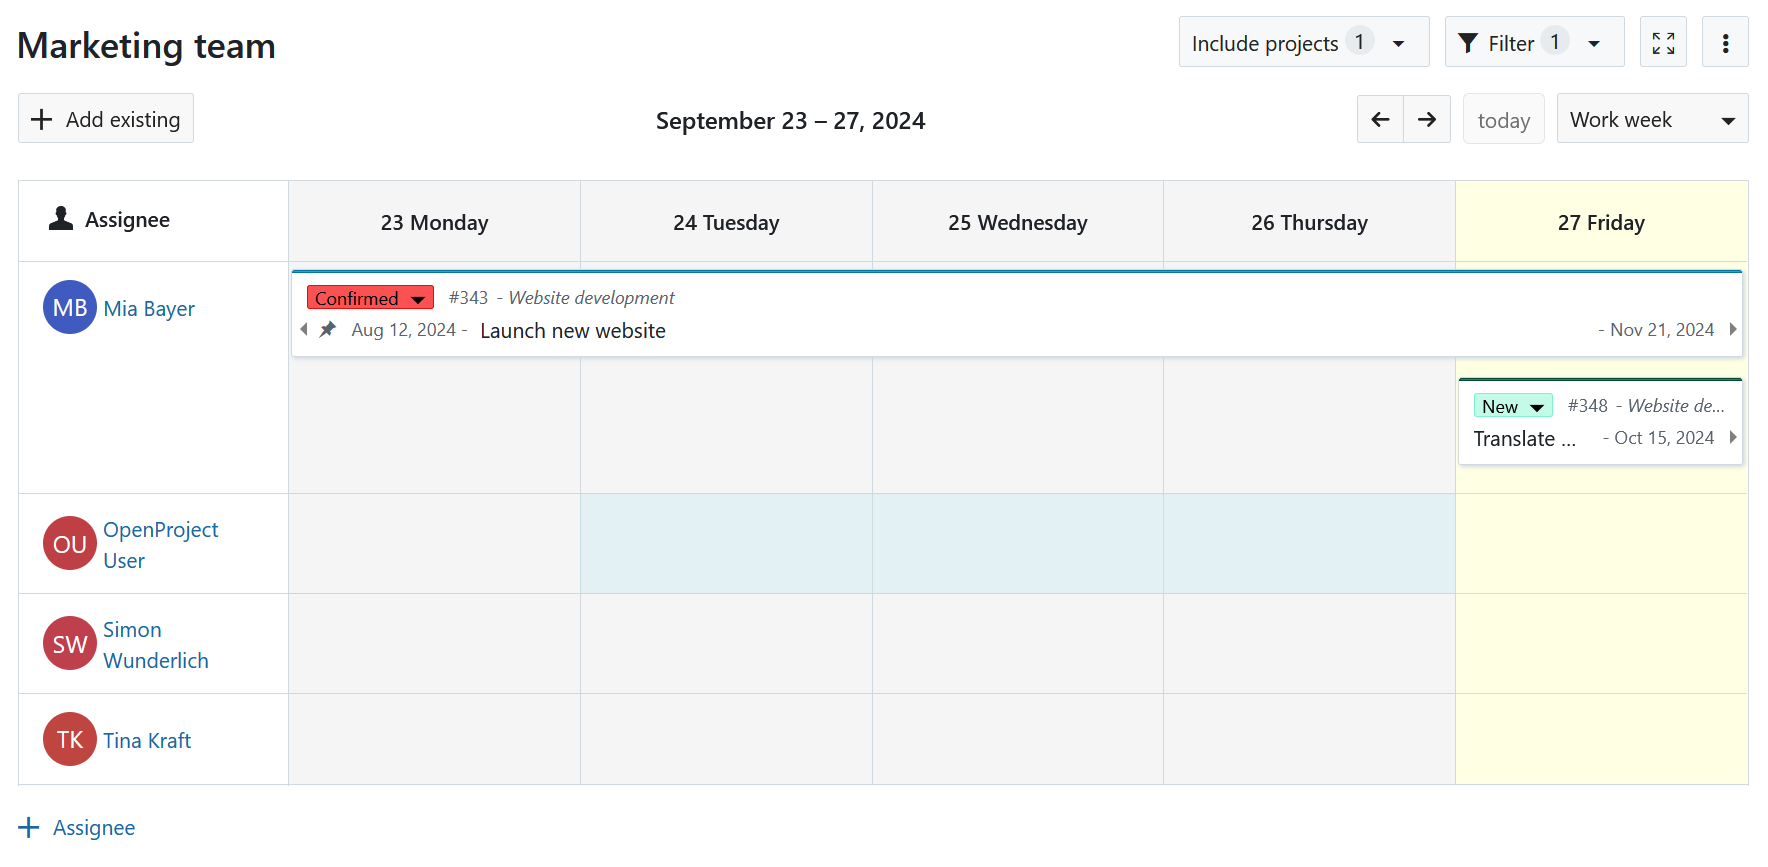 Marketing team
Include projects 1
Filter 1
Add existing
September 23 – 27, 2024
today
Work week
Assignee
23 Monday
24 Tuesday
25 Wednesday
26 Thursday
27 Friday
MB
Mia Bayer
Confirmed #343 - Website development
Aug 12, 2024 - Launch new website - Nov 21, 2024
New #348 - Website de...
Translate ... - Oct 15, 2024
OU
OpenProject
User
SW
Simon
Wunderlich
TK
Tina Kraft
Assignee